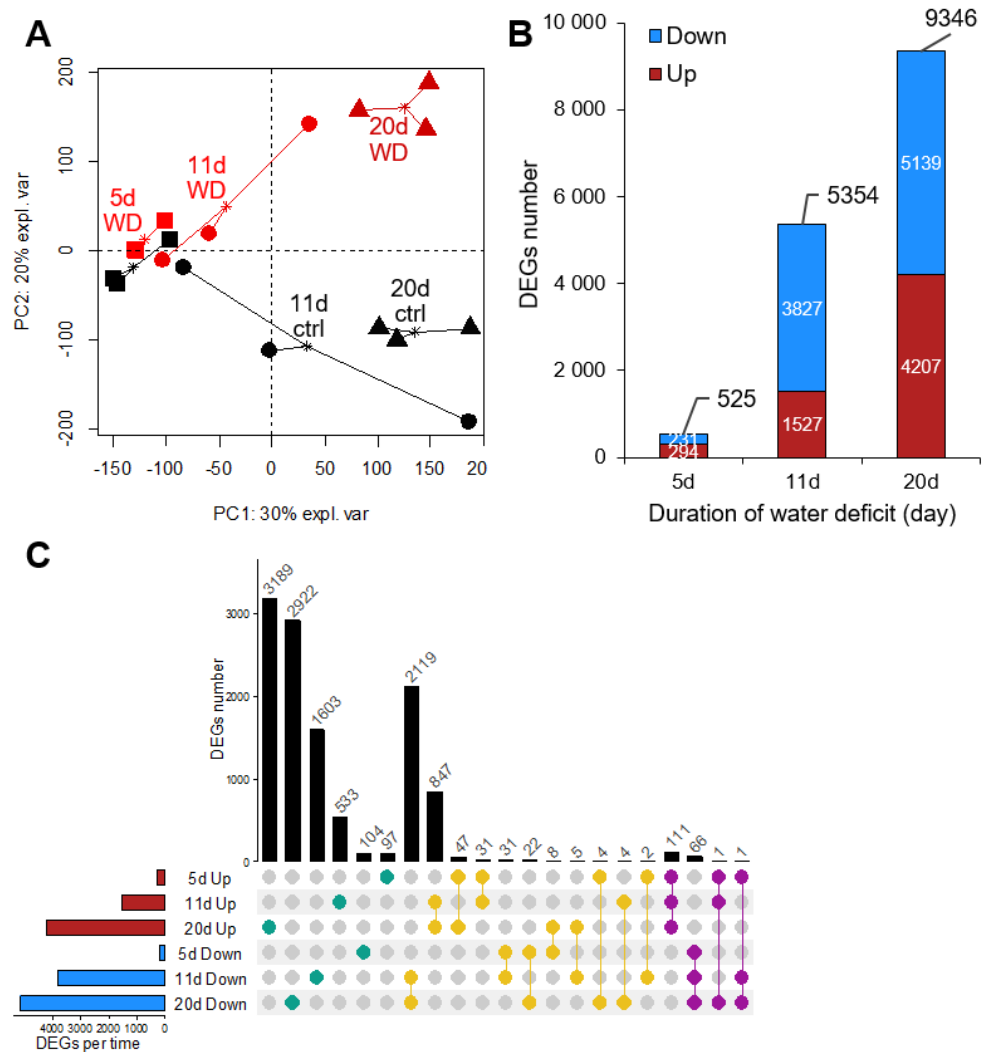 A
200
100
0
-100
-200
PC2: 20% expl. var
5d
WD
11d
WD
20d
WD
11d
ctrl
20d
ctrl
-150
-100
-50
0
50
100
150
20
PC1: 30% expl. var
B
Down
Up
10 000
8 000
6 000
4 000
2 000
0
DEGs number
525
231
294
5354
3827
1527
9346
5139
4207
5d
11d
20d
Duration of water deficit (day)
C
DEGs number
3000
2000
1000
0
3189
2922
1603
533
104
97
2119
847
47
31
31
22
8
5
4
4
2
111
66
1
1
5d Up
11d Up
20d Up
5d Down
11d Down
20d Down
4000 3000 2000 1000 0
DEGs per time